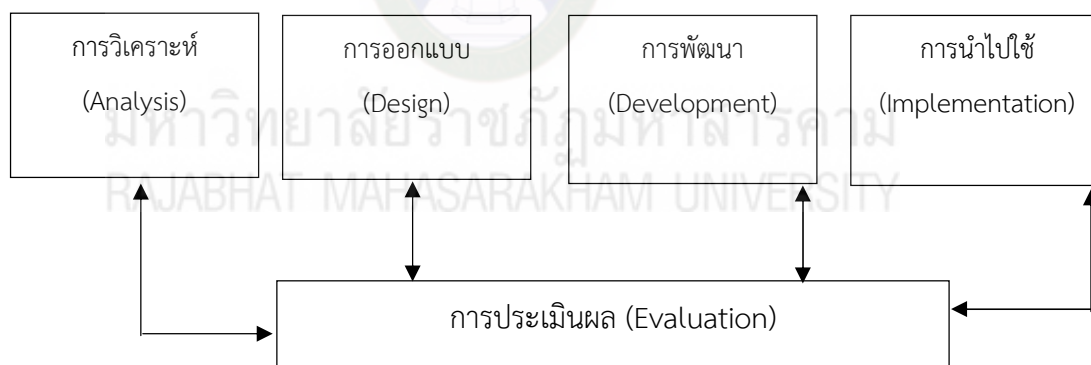 การวิเคราะห์
(Analysis)
การออกแบบ
(Design)
การพัฒนา
(Development)
การนำไปใช้
(Implementation)
มหาวิทยาลัยราชภัฏมหาสารคาม
RAJABHAT MAHASARAKHAM UNIVERSITY
การประเมินผล (Evaluation)